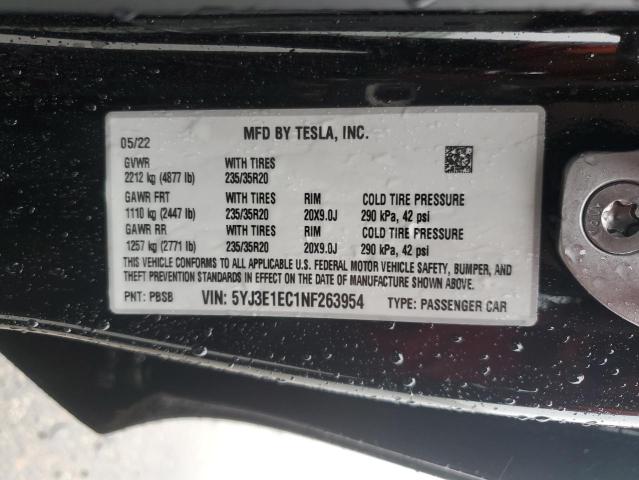 MFD BY TESLA, INC.
05/22
GVWR WITH TIRES
2212 kg (4877 lb) 235/35R20
GAWR FRT WITH TIRES RIM COLD TIRE PRESSURE
1110 kg (2447 lb) 235/35R20 20X9.0J 290 kPa, 42 psi
GAWR RR WITH TIRES RIM COLD TIRE PRESSURE
1257 kg (2771 lb) 235/35R20 20X9.0J 290 kPa, 42 psi
THIS VEHICLE CONFORMS TO ALL APPLICABLE U.S. FEDERAL MOTOR VEHICLE SAFETY, BUMPER, AND
THEFT PREVENTION STANDARDS IN EFFECT ON THE DATE OF MANUFACTURE SHOWN ABOVE.
PNT: PBSB VIN: 5YJ3E1EC1NF263954 TYPE: PASSENGER CAR